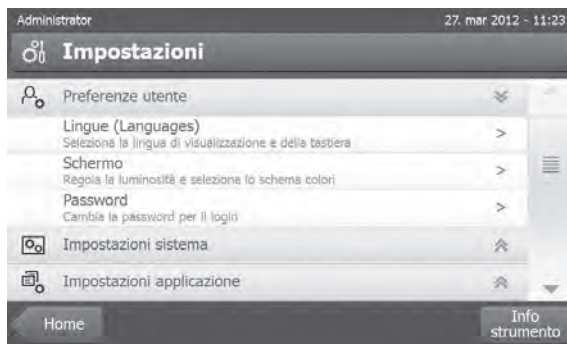 Administrator 27. mar 2012 - 11:23
Impostazioni
Preferenze utente
Lingue (Languages)
Seleziona la lingua di visualizzazione e della tastiera
Schermo
Regola la luminosità e seleziona lo schema colori
Password
Cambia la password per il login
Impostazioni sistema
Impostazioni applicazione
Home
Info
strumento